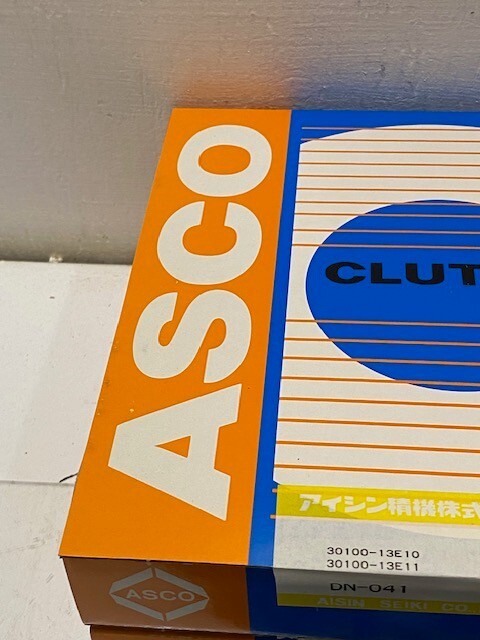 ASCO
CLUT
アイシン精機株式
30100-13E10
30100-13E11
DN-041
ASCO
AISIN SEIKI CO.